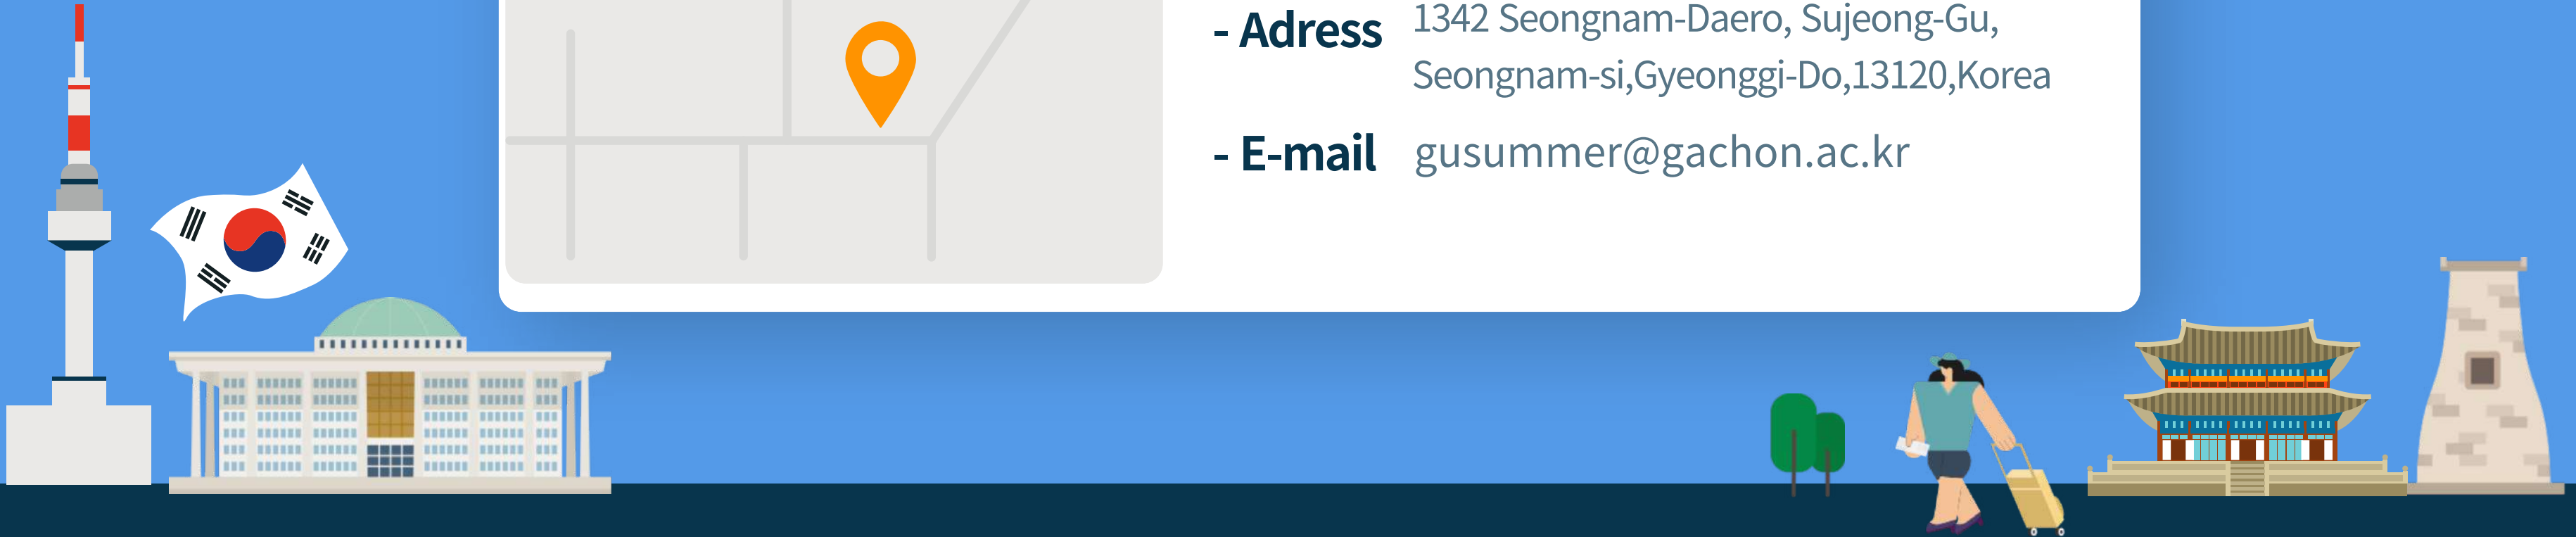 - Adress 1342 Seongnam-Daero, Sujeong-Gu,
Seongnam-si,Gyeonggi-Do,13120,Korea
- E-mail gusummer@gachon.ac.kr